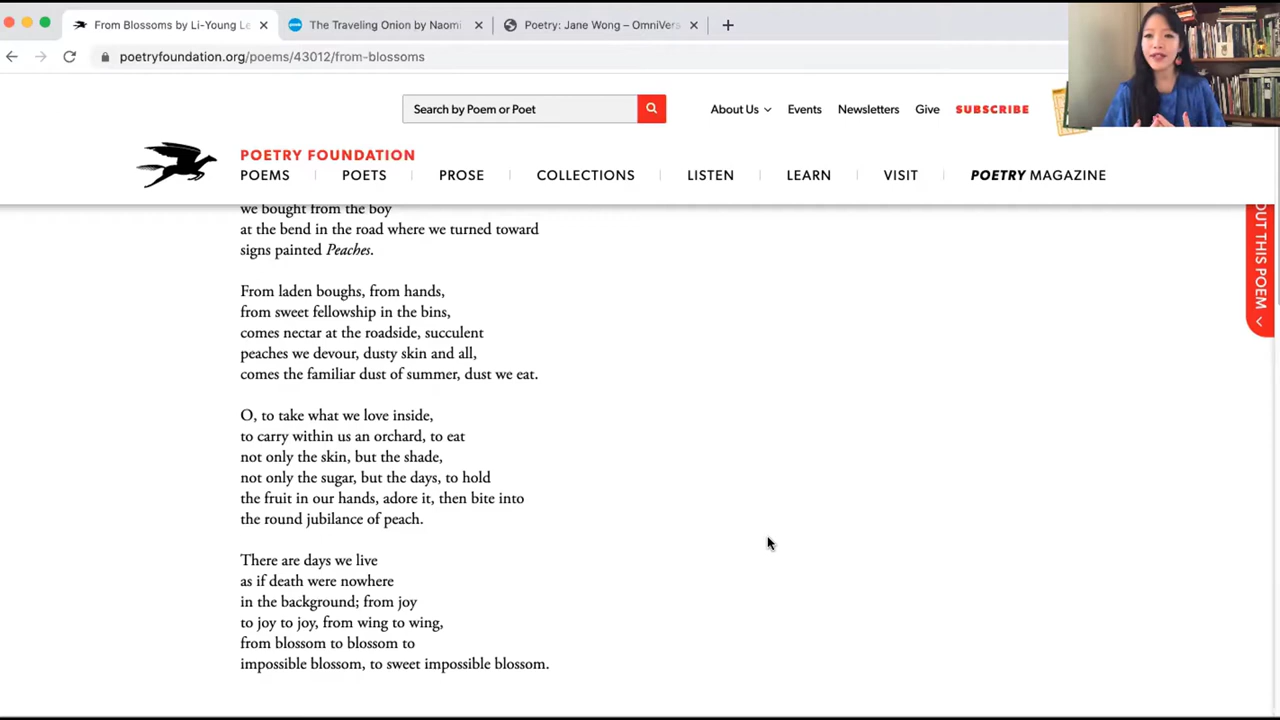 From Blossoms by Li-Young Le
The Traveling Onion by Naomi
Poetry: Jane Wong – OmniVers
poetryfoundation.org/poems/43012/from-blossoms
Search by Poem or Poet
About Us
Events
Newsletters
Give
SUBSCRIBE
POETRY FOUNDATION
POEMS
POETS
PROSE
COLLECTIONS
LISTEN
LEARN
VISIT
POETRY MAGAZINE
we bought from the boy
at the bend in the road where we turned toward
signs painted Peaches.
From laden boughs, from hands,
from sweet fellowship in the bins,
comes nectar at the roadside, succulent
peaches we devour, dusty skin and all,
comes the familiar dust of summer, dust we eat.
O, to take what we love inside,
to carry within us an orchard, to eat
not only the skin, but the shade,
not only the sugar, but the days, to hold
the fruit in our hands, adore it, then bite into
the round jubilance of peach.
There are days we live
as if death were nowhere
in the background; from joy
to joy to joy, from wing to wing,
from blossom to blossom to
impossible blossom, to sweet impossible blossom.
OUT THIS POEM